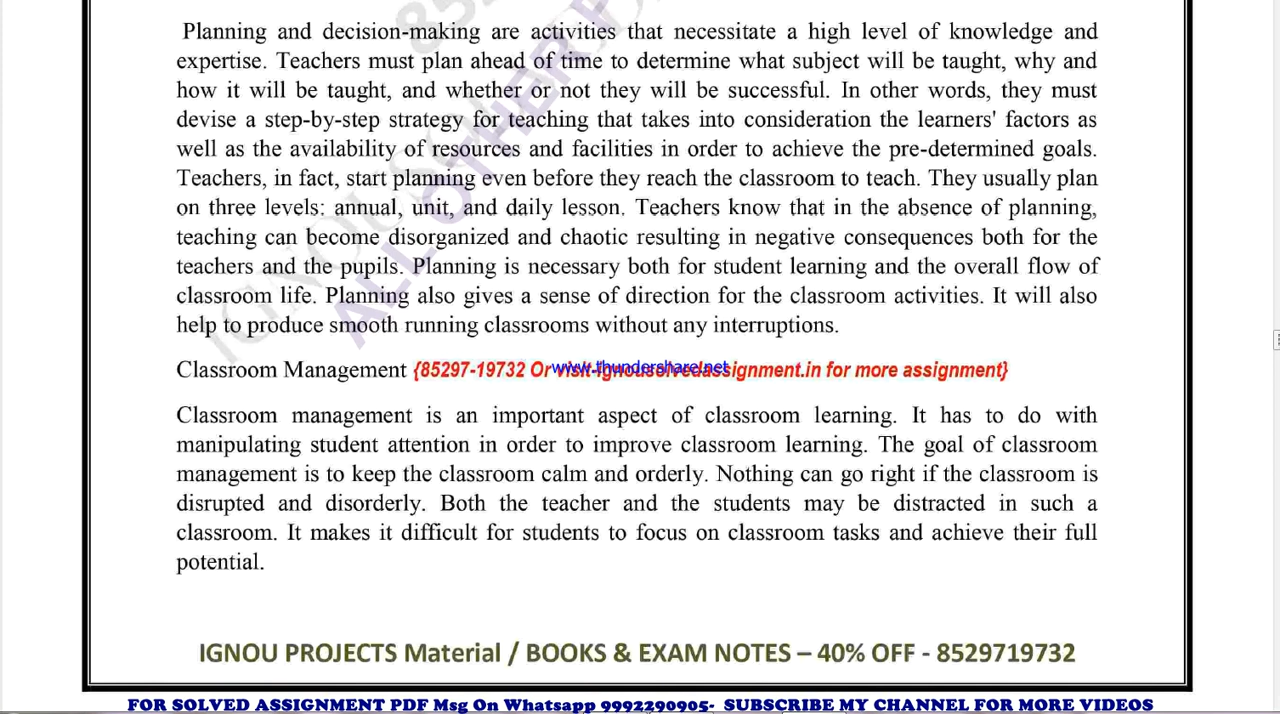 Planning and decision-making are activities that necessitate a high level of knowledge and
expertise. Teachers must plan ahead of time to determine what subject will be taught, why and
how it will be taught, and whether or not they will be successful. In other words, they must
devise a step-by-step strategy for teaching that takes into consideration the learners' factors as
well as the availability of resources and facilities in order to achieve the pre-determined goals.
Teachers, in fact, start planning even before they reach the classroom to teach. They usually plan
on three levels: annual, unit, and daily lesson. Teachers know that in the absence of planning,
teaching can become disorganized and chaotic resulting in negative consequences both for the
teachers and the pupils. Planning is necessary both for student learning and the overall flow of
classroom life. Planning also gives a sense of direction for the classroom activities. It will also
help to produce smooth running classrooms without any interruptions.
Classroom Management {85297-19732 Or visit-ignousolvedassignment.in for more assignment}
www.thundershare.net
Classroom management is an important aspect of classroom learning. It has to do with
manipulating student attention in order to improve classroom learning. The goal of classroom
management is to keep the classroom calm and orderly. Nothing can go right if the classroom is
disrupted and disorderly. Both the teacher and the students may be distracted in such a
classroom. It makes it difficult for students to focus on classroom tasks and achieve their full
potential.
IGNOU PROJECTS Material / BOOKS & EXAM NOTES – 40% OFF - 8529719732
FOR SOLVED ASSIGNMENT PDF Msg On Whatsapp 9992290905- SUBSCRIBE MY CHANNEL FOR MORE VIDEOS